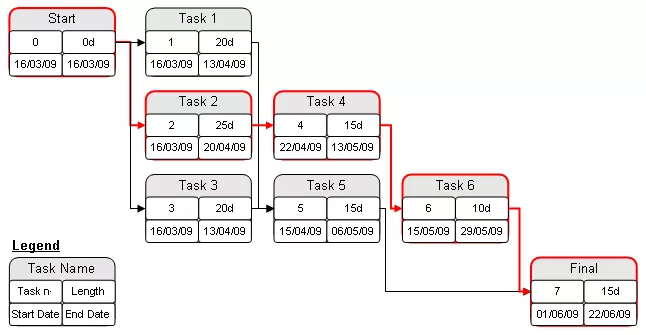 Start
0 0d
16/03/09 16/03/09
Task 1
1 20d
16/03/09 13/04/09
Task 2
2 25d
16/03/09 20/04/09
Task 4
4 15d
22/04/09 13/05/09
Task 3
3 20d
16/03/09 13/04/09
Task 5
5 15d
15/04/09 06/05/09
Task 6
6 10d
15/05/09 29/05/09
Final
7 15d
01/06/09 22/06/09
Legend
Task Name
Task n· Length
Start Date End Date